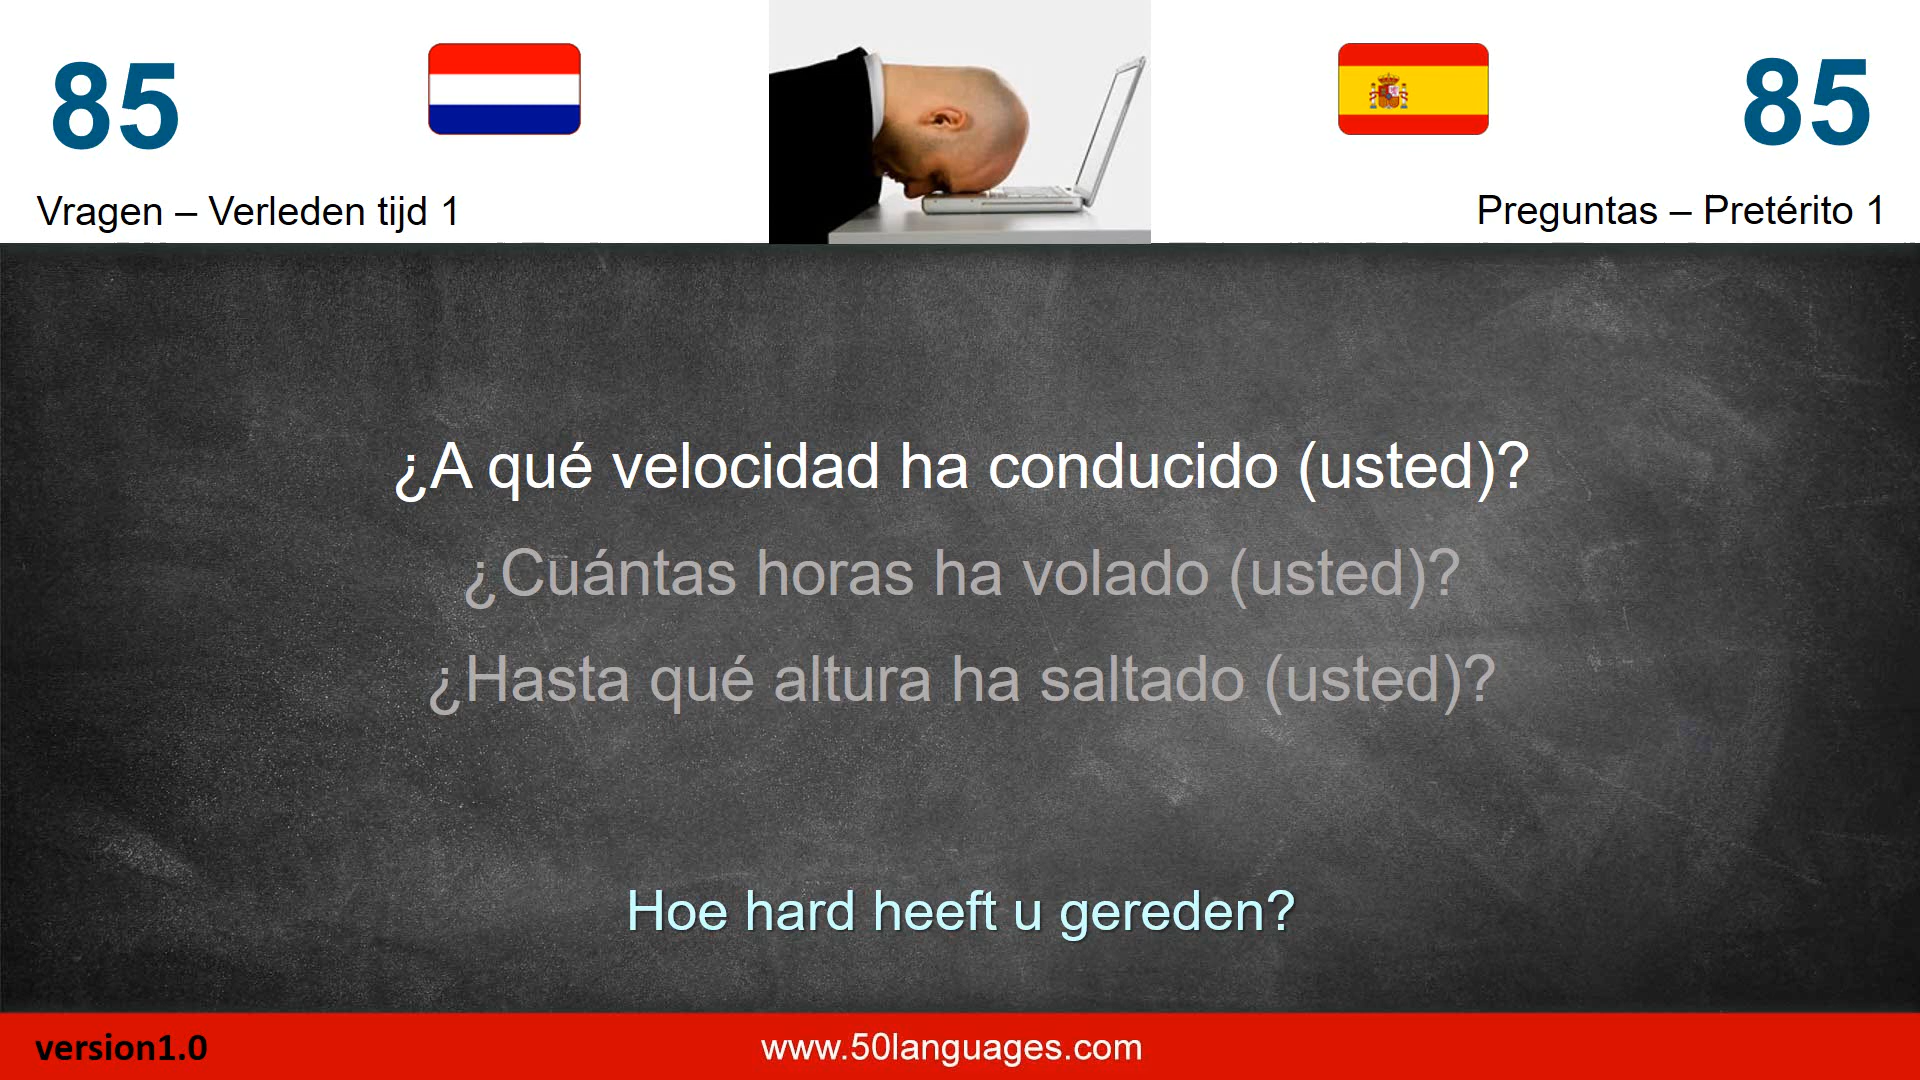 85
85
Vragen – Verleden tijd 1
Preguntas – Pretérito 1
¿A qué velocidad ha conducido (usted)?
¿Cuántas horas ha volado (usted)?
¿Hasta qué altura ha saltado (usted)?
Hoe hard heeft u gereden?
version1.0
www.50languages.com